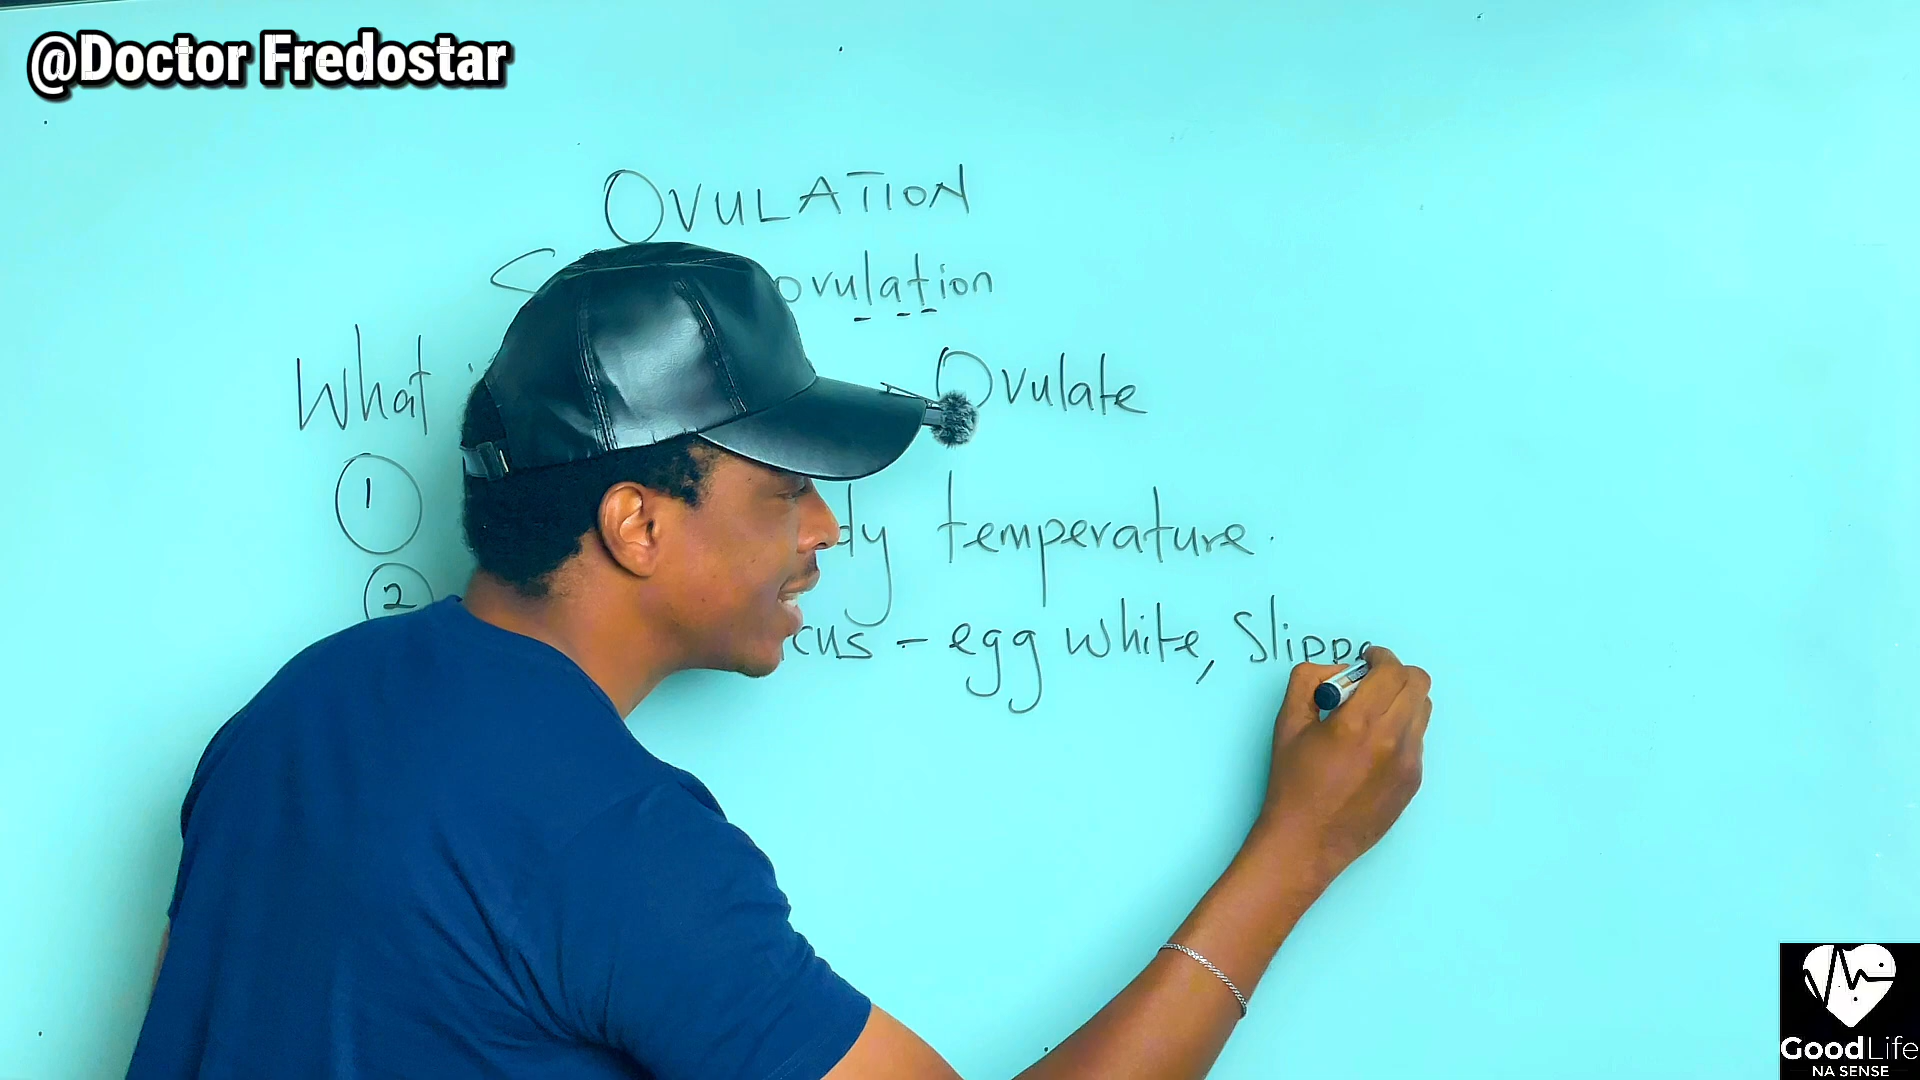 @Doctor Fredostar
OVULATION
ovulation
What Ovulate
1 dy temperature.
2 cus - egg white, Slippe
GoodLife
NA SENSE